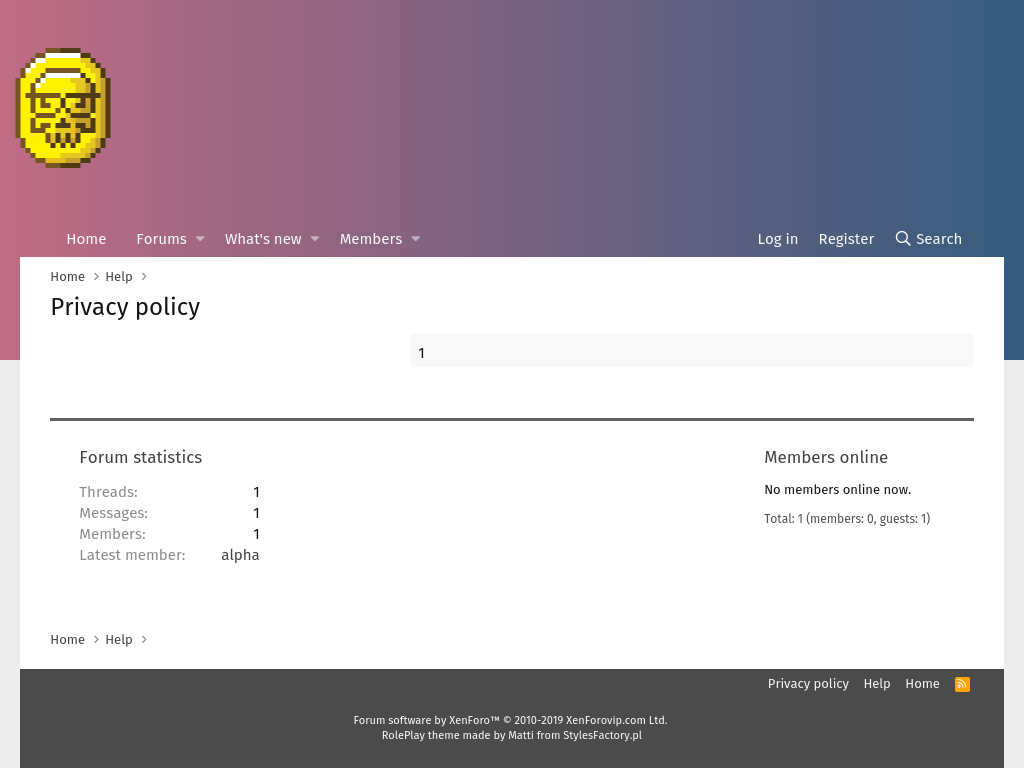 Home Forums What's new Members Log in Register Search
Home Help
Privacy policy
1
Forum statistics
Threads: 1
Messages: 1
Members: 1
Latest member: alpha
Members online
No members online now.
Total: 1 (members: 0, guests: 1)
Home Help
Privacy policy Help Home
Forum software by XenForo™ © 2010-2019 XenForovip.com Ltd.
RolePlay theme made by Matti from StylesFactory.pl